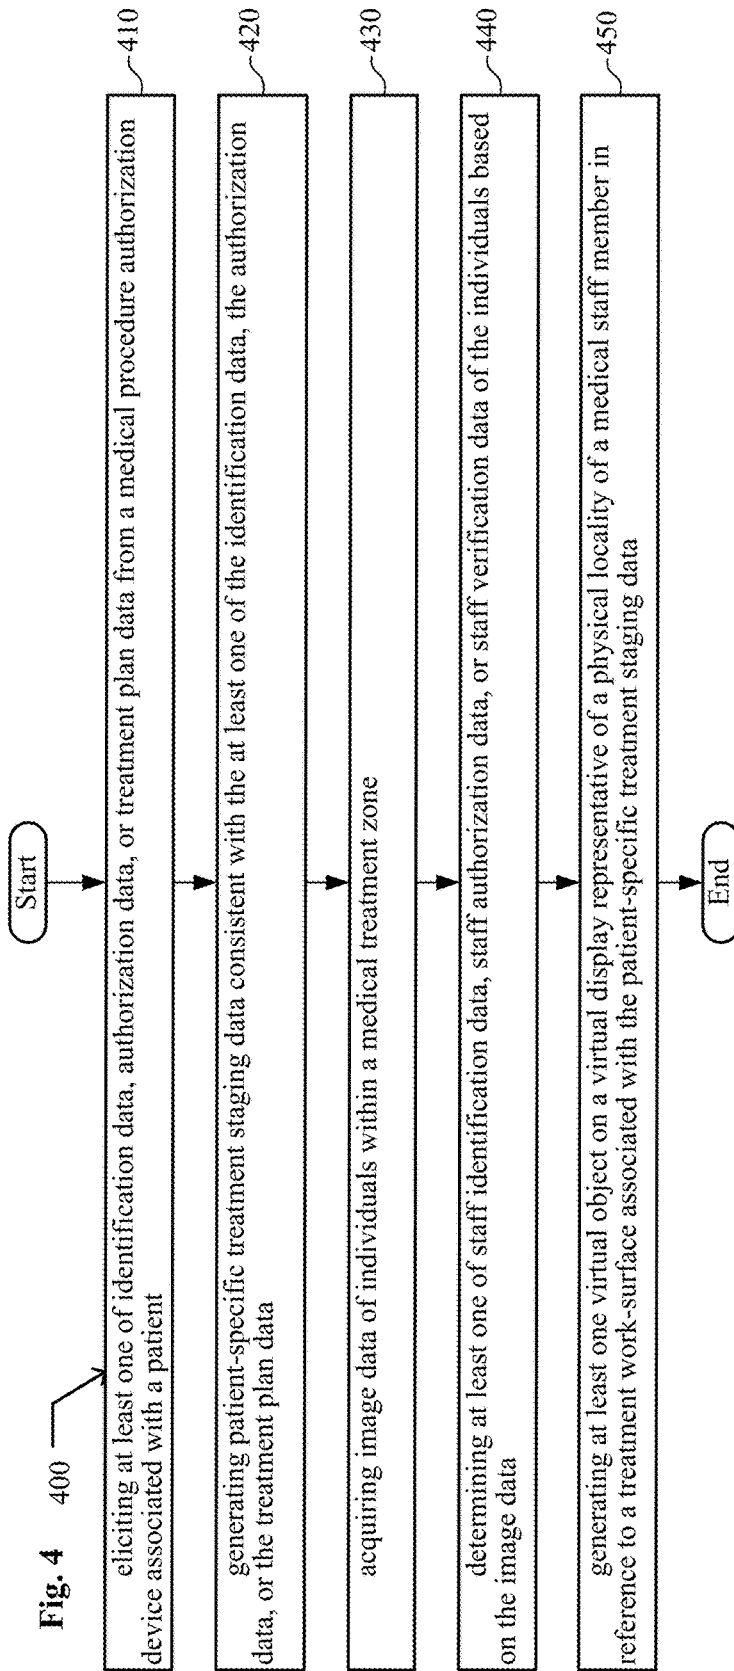 Fig. 4
400
Start
eliciting at least one of identification data, authorization data, or treatment plan data from a medical procedure authorization
device associated with a patient
410
generating patient-specific treatment staging data consistent with the at least one of the identification data, the authorization
data, or the treatment plan data
420
acquiring image data of individuals within a medical treatment zone
430
determining at least one of staff identification data, staff authorization data, or staff verification data of the individuals based
on the image data
440
generating at least one virtual object on a virtual display representative of a physical locality of a medical staff member in
reference to a treatment work-surface associated with the patient-specific treatment staging data
450
End